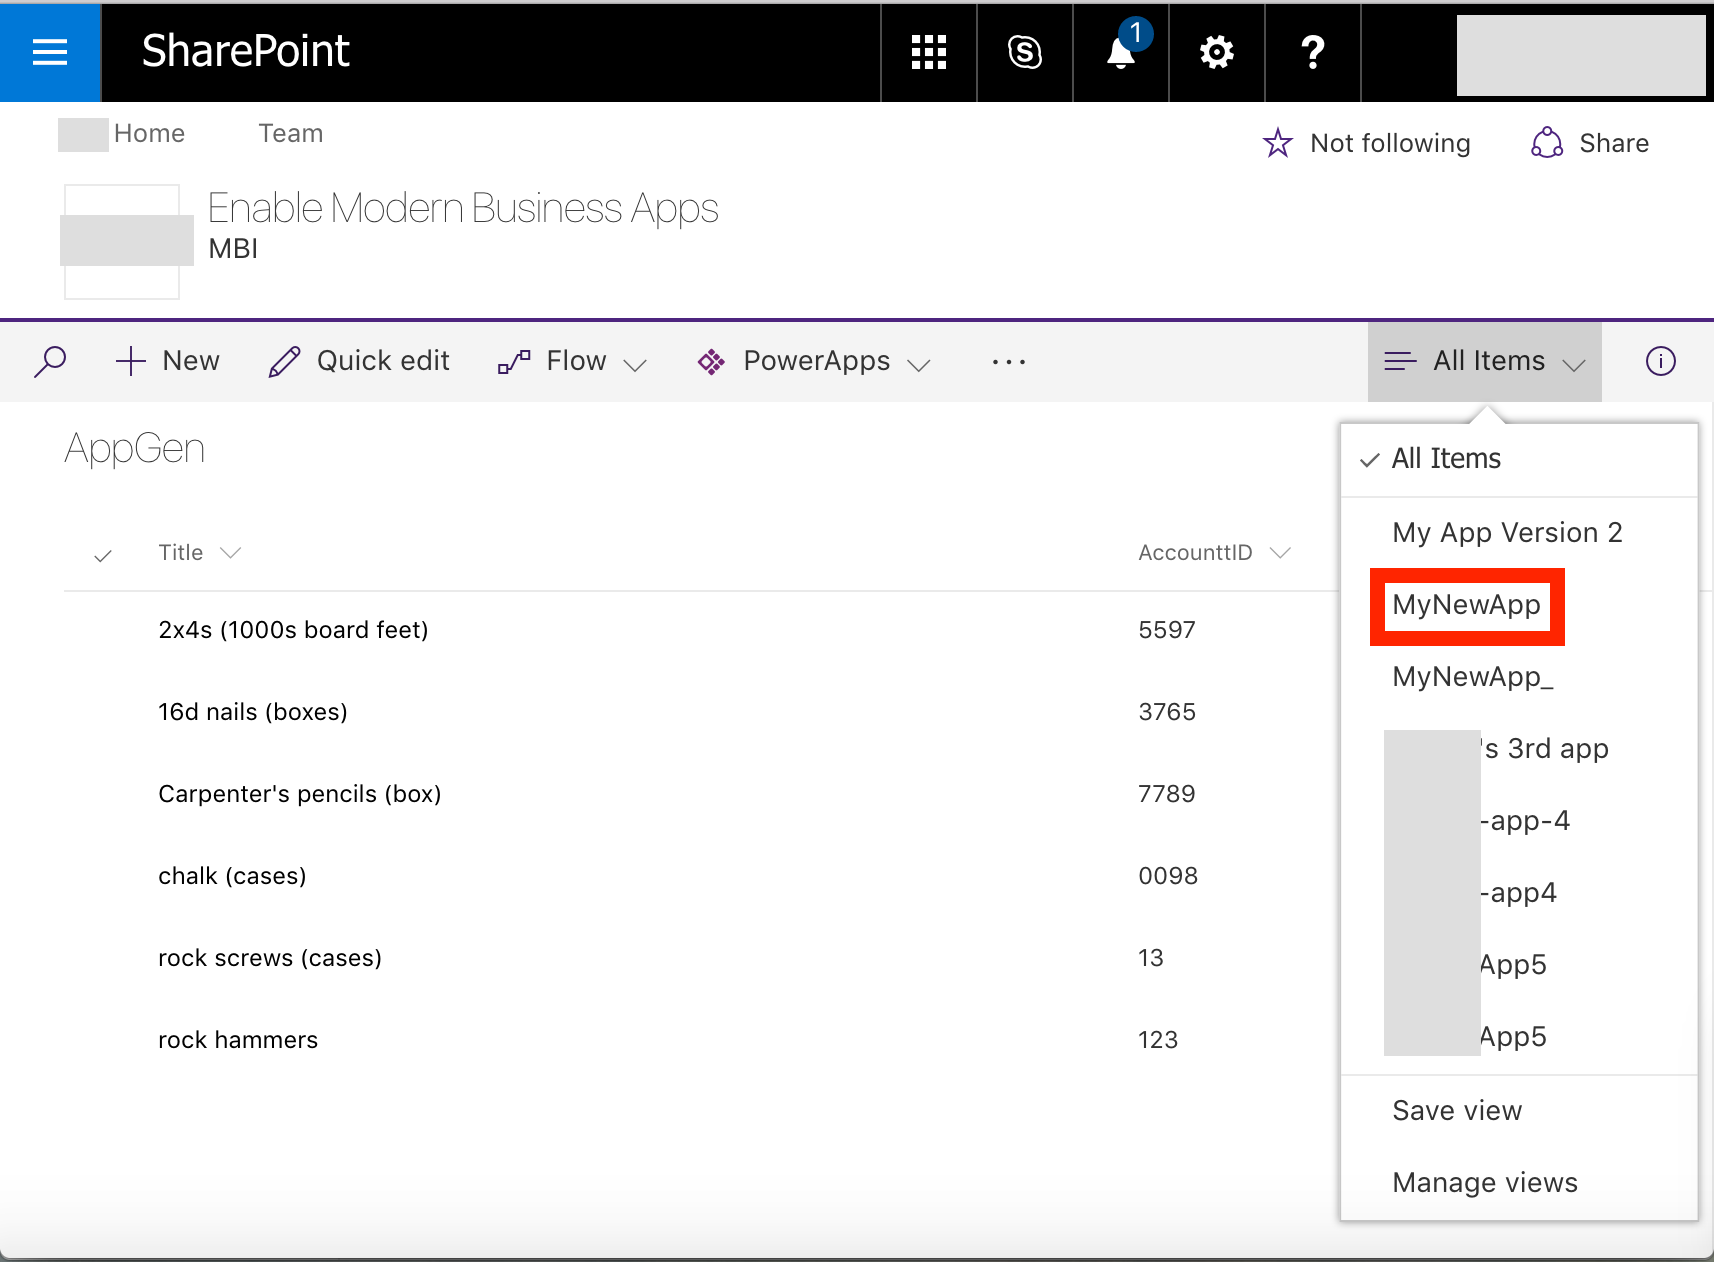 SharePoint
1
?
Home Team
Not following Share
Enable Modern Business Apps
MBI
New Quick edit Flow PowerApps ... All Items
AppGen
All Items
My App Version 2
MyNewApp
MyNewApp_
's 3rd app
-app-4
-app4
App5
App5
Save view
Manage views
Title AccounttID
2x4s (1000s board feet) 5597
16d nails (boxes) 3765
Carpenter's pencils (box) 7789
chalk (cases) 0098
rock screws (cases) 13
rock hammers 123